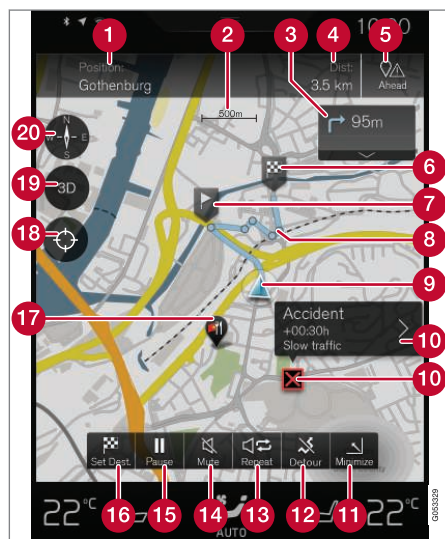 1
2
3
4
5
Position:
Gothenburg
Dist:
3.5 km
Ahead
500m
95m
N
W E
S
20
3D
19
18
6
7
8
9
17
Accident
+00:30h
Slow traffic
10
10
Set Dest.
Pause
Mute
Repeat
Detour
Minimize
16
15
14
13
12
11
22°C
AUTO
22°C
G053329